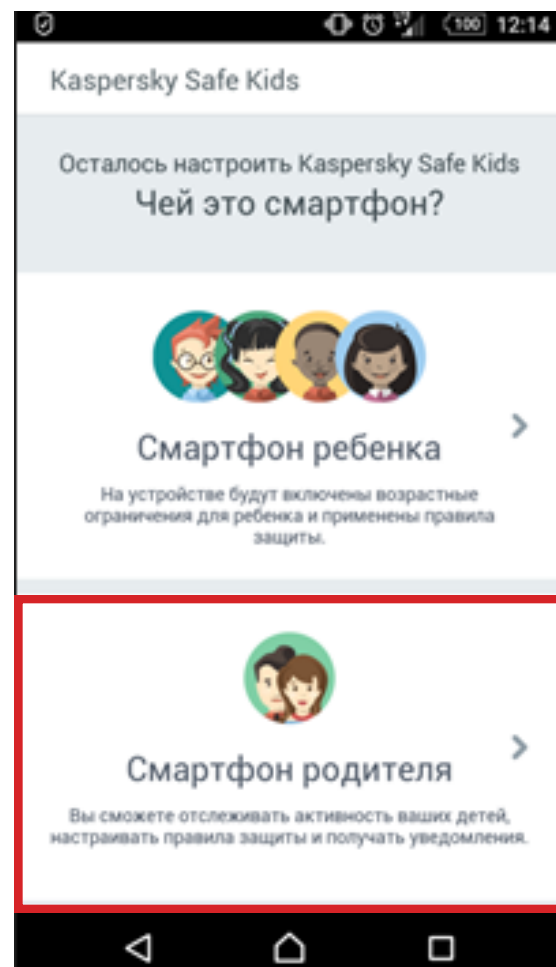 100 12:14
Kaspersky Safe Kids
Осталось настроить Kaspersky Safe Kids
Чей это смартфон?
Смартфон ребенка
На устройстве будут включены возрастные
ограничения для ребенка и применены правила
защиты.
Смартфон родителя
Вы сможете отслеживать активность ваших детей,
настраивать правила защиты и получать уведомления.